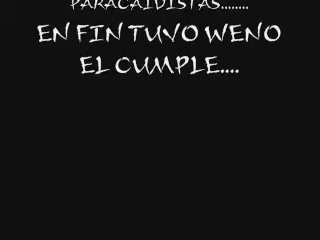 PARACAIDISTAS........
EN FIN TUVO WENO
EL CUMPLE....